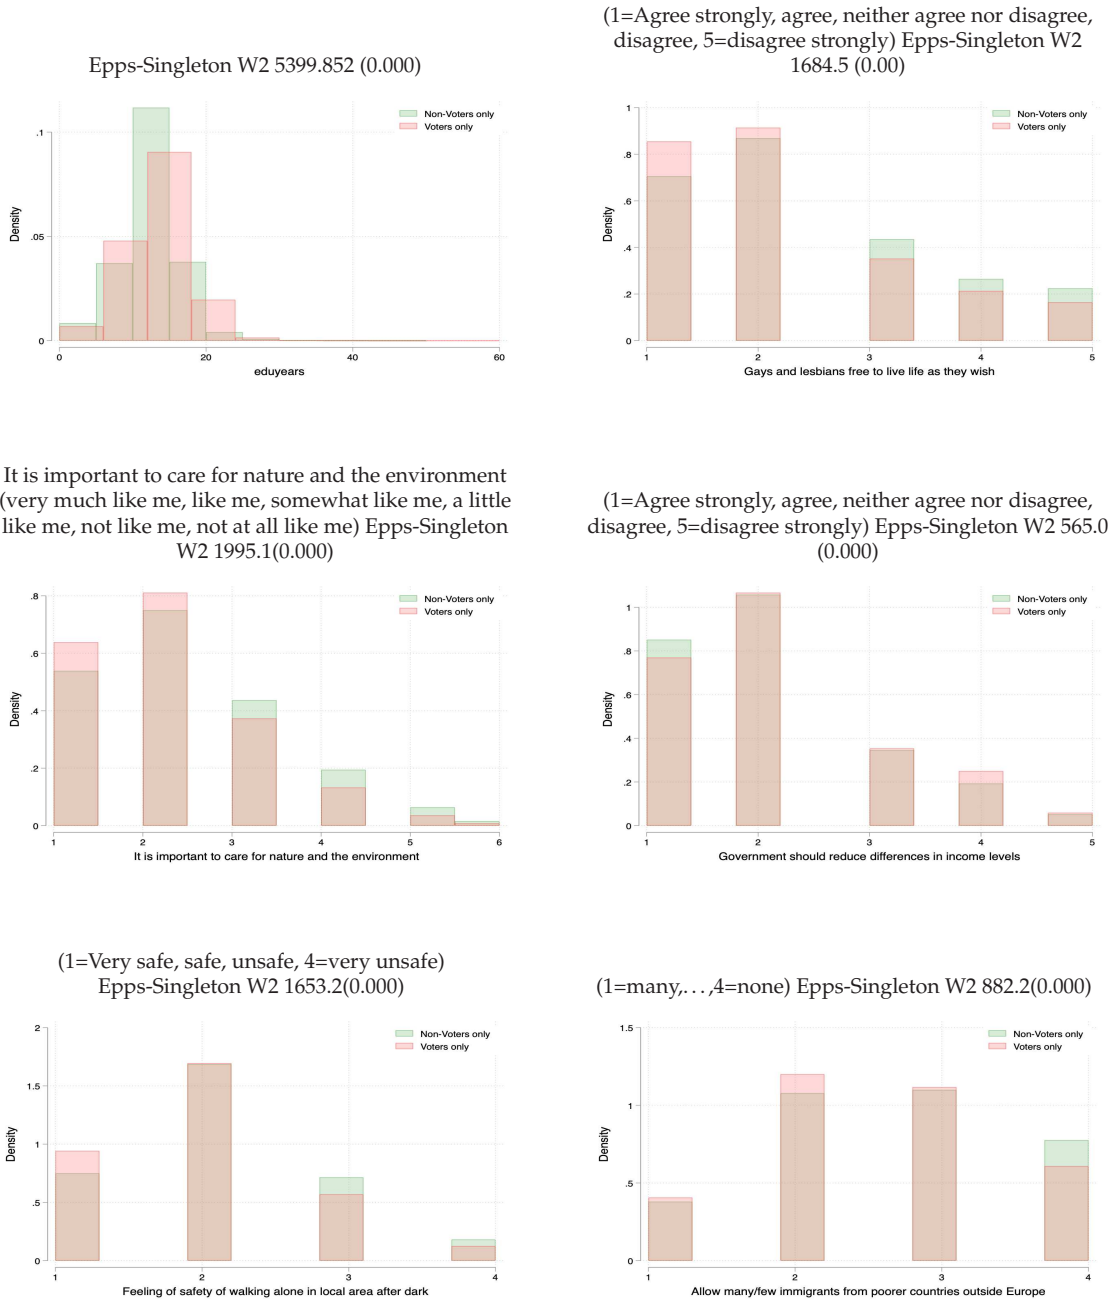 Epps-Singleton W2 5399.852 (0.000)
Non-Voters only
Voters only
.1
.05
0
Density
0 20 40 60
eduyears
(1=Agree strongly, agree, neither agree nor disagree,
disagree, 5=disagree strongly) Epps-Singleton W2
1684.5 (0.00)
Non-Voters only
Voters only
1
.8
.6
.4
.2
0
Density
1 2 3 4 5
Gays and lesbians free to live life as they wish
It is important to care for nature and the environment
(very much like me, like me, somewhat like me, a little
like me, not like me, not at all like me) Epps-Singleton
W2 1995.1(0.000)
Non-Voters only
Voters only
.8
.6
.4
.2
0
Density
1 2 3 4 5 6
It is important to care for nature and the environment
(1=Agree strongly, agree, neither agree nor disagree,
disagree, 5=disagree strongly) Epps-Singleton W2 565.0
(0.000)
Non-Voters only
Voters only
1
.8
.6
.4
.2
0
Density
1 2 3 4 5
Government should reduce differences in income levels
(1=Very safe, safe, unsafe, 4=very unsafe)
Epps-Singleton W2 1653.2(0.000)
Non-Voters only
Voters only
2
1.5
1
.5
0
Density
1 2 3 4
Feeling of safety of walking alone in local area after dark
(1=many,...,4=none) Epps-Singleton W2 882.2(0.000)
Non-Voters only
Voters only
1.5
1
.5
0
Density
1 2 3 4
Allow many/few immigrants from poorer countries outside Europe